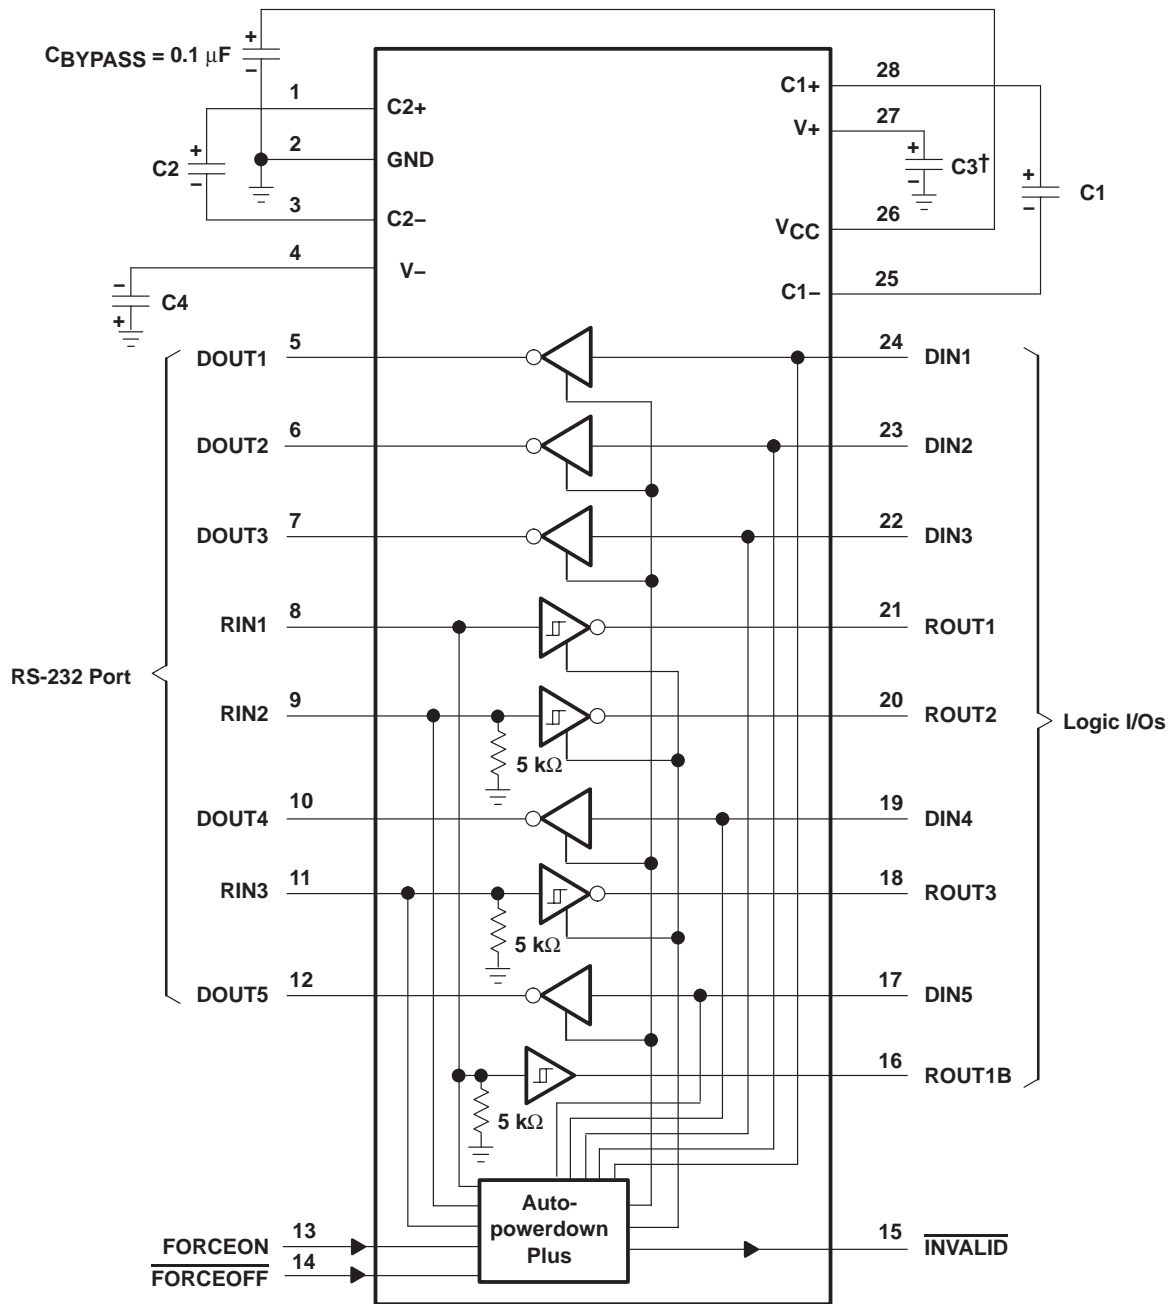 CBYPASS = 0.1 μF
+
−
1
C2+
C1+
28
27
V+
+
C3†
−
2
GND
C2
+
−
3
C2−
26
VCC
+
C1
−
4
V−
25
C1−
−
C4
+
DOUT1
5
24
DIN1
DOUT2
6
23
DIN2
DOUT3
7
22
DIN3
RIN1
8
21
ROUT1
RS-232 Port
RIN2
9
20
ROUT2
Logic I/Os
5 kΩ
DOUT4
10
19
DIN4
RIN3
11
18
ROUT3
5 kΩ
DOUT5
12
17
DIN5
16
ROUT1B
5 kΩ
Auto-
powerdown
Plus
FORCEON
13
FORCEOFF
14
15
INVALID